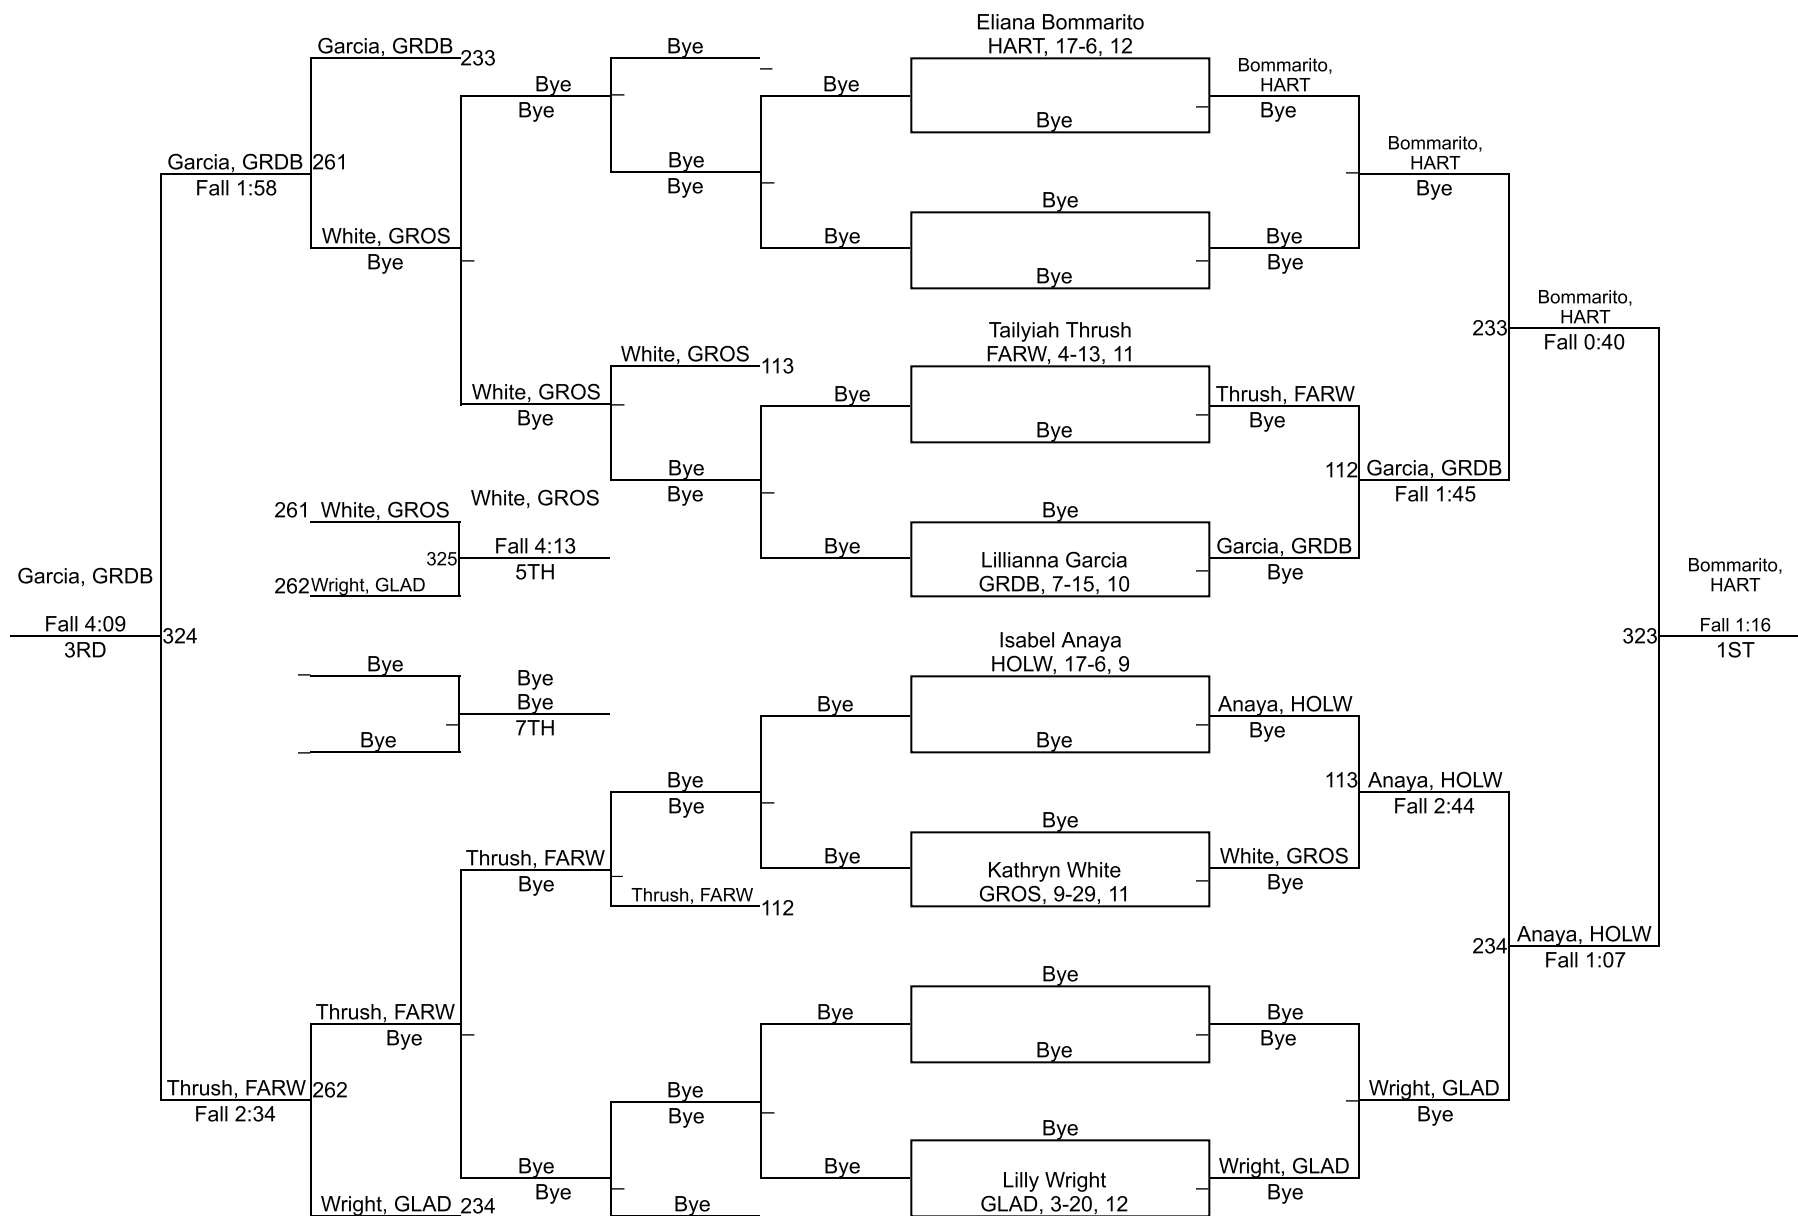 Eliana Bommarito
HART, 17-6, 12
Garcia, GRDB
233
Bye
Bye
Bye
Bye
Bommarito,
HART
Bye
Bye
Bommarito,
HART
Bye
Garcia, GRDB
261
Fall 1:58
Bye
Bye
Bye
White, GROS
Bye
Bye
Bye
Bye
Bye
Bye
Bommarito,
HART
Fall 0:40
233
Tailyiah Thrush
FARW, 4-13, 11
White, GROS
113
White, GROS
Bye
Bye
Thrush, FARW
Bye
Bye
Bye
Bye
112
Garcia, GRDB
Fall 1:45
261
White, GROS
White, GROS
Bye
325
Fall 4:13
5TH
Bye
Lillianna Garcia
GRDB, 7-15, 10
Garcia, GRDB
Bye
262
Wright, GLAD
Garcia, GRDB
Fall 4:09
3RD
324
Bommarito,
HART
323
Fall 1:16
1ST
Isabel Anaya
HOLW, 17-6, 9
Bye
Bye
Bye
7TH
Bye
Bye
Anaya, HOLW
Bye
Bye
Bye
Bye
113
Anaya, HOLW
Fall 2:44
Bye
Thrush, FARW
Bye
Bye
Kathryn White
GROS, 9-29, 11
White, GROS
Bye
Thrush, FARW
112
234
Anaya, HOLW
Fall 1:07
Bye
Thrush, FARW
Bye
Bye
Bye
Bye
Bye
Thrush, FARW
262
Fall 2:34
Bye
Bye
Wright, GLAD
Bye
Bye
Bye
Bye
Bye
Lilly Wright
GLAD, 3-20, 12
Wright, GLAD
Bye
Wright, GLAD
234
Bye